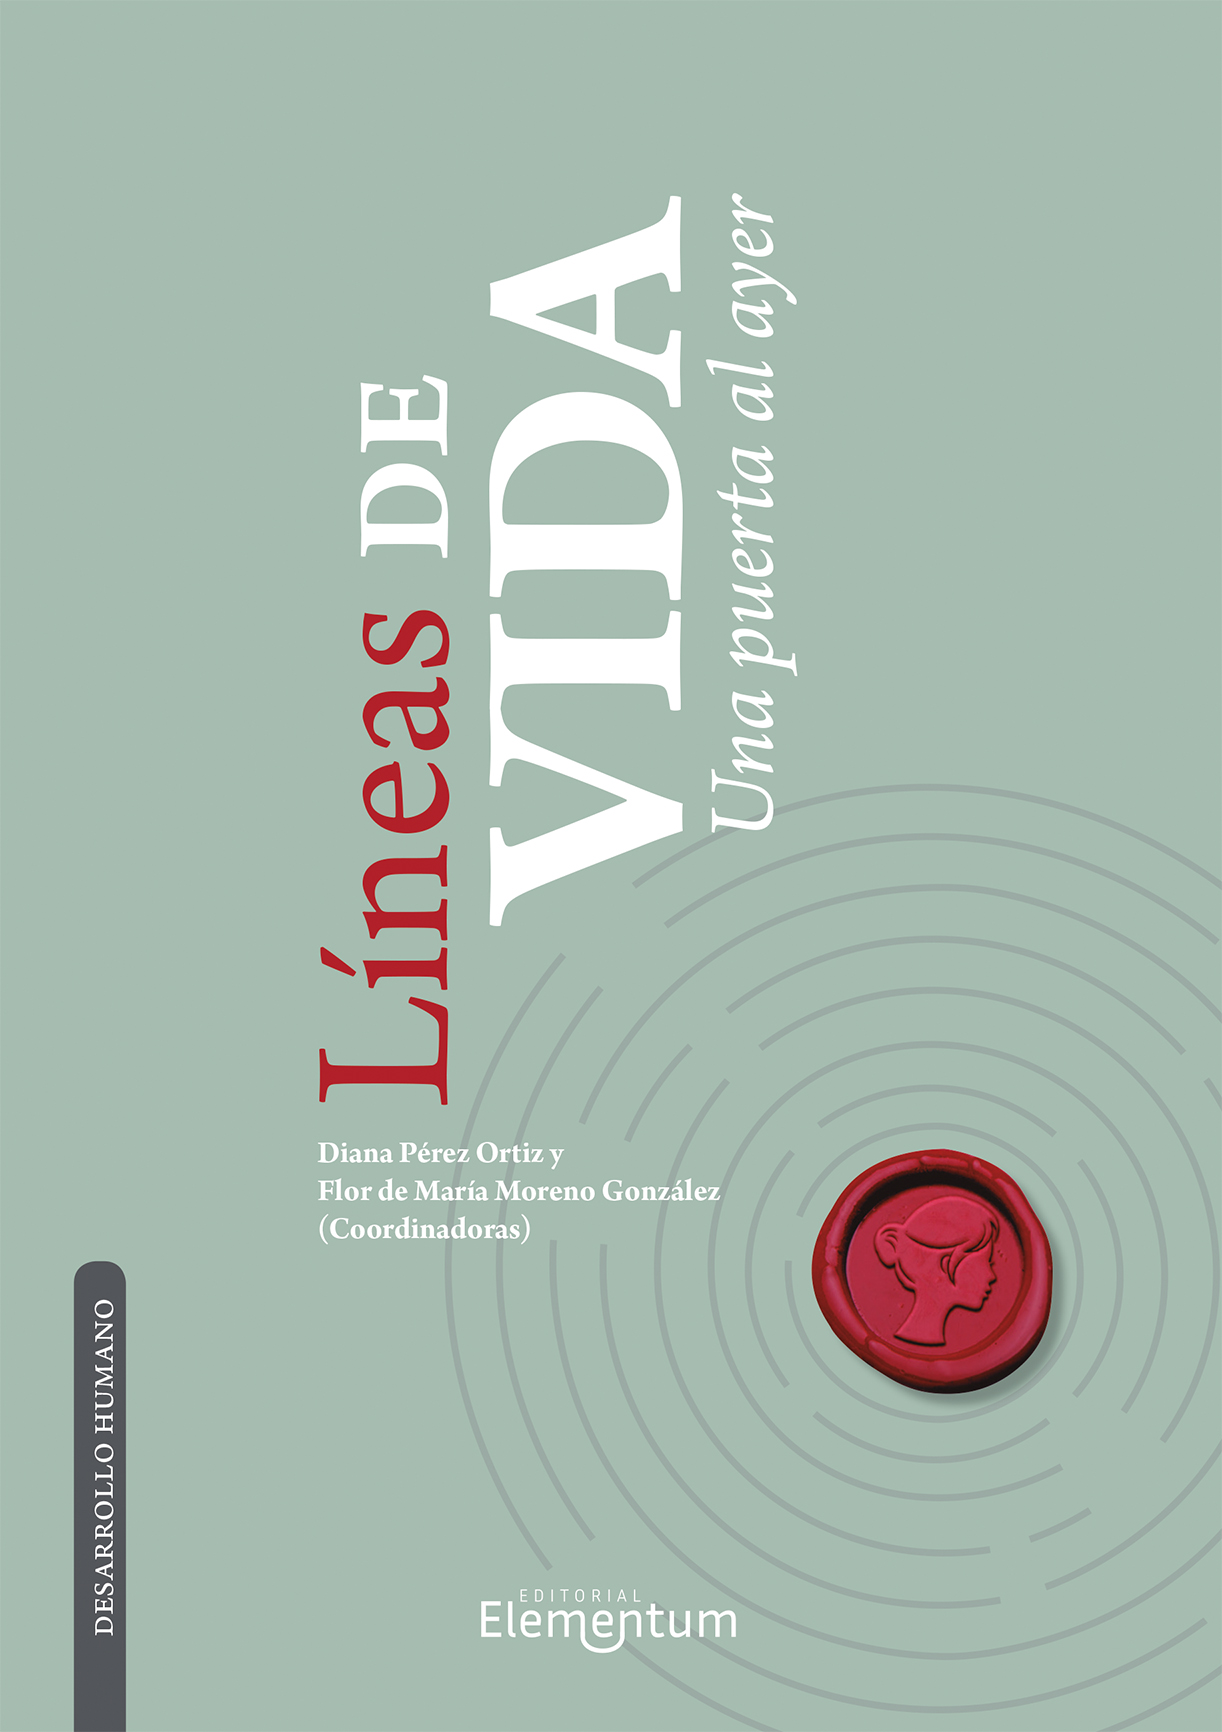 Líneas DE
VIDA
Una puerta al ayer
Diana Pérez Ortiz y
Flor de María Moreno González
(Coordinadoras)
DESARROLLO HUMANO
EDITORIAL
Elementum